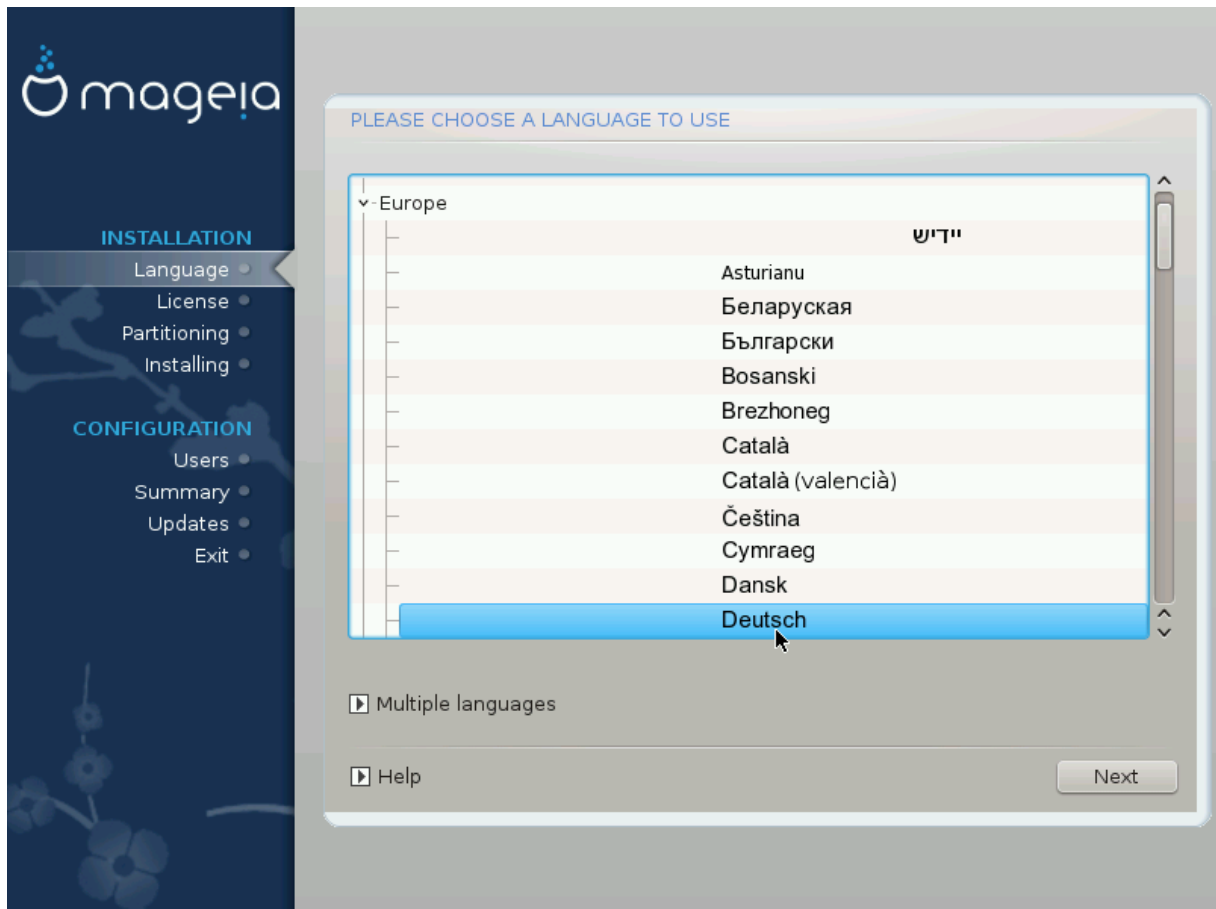 mageia
INSTALLATION
Language
License
Partitioning
Installing
CONFIGURATION
Users
Summary
Updates
Exit
PLEASE CHOOSE A LANGUAGE TO USE
Europe
ייִדיש
Asturianu
Беларуская
Български
Bosanski
Brezhoneg
Català
Català (valencià)
Čeština
Cymraeg
Dansk
Deutsch
Multiple languages
Help
Next